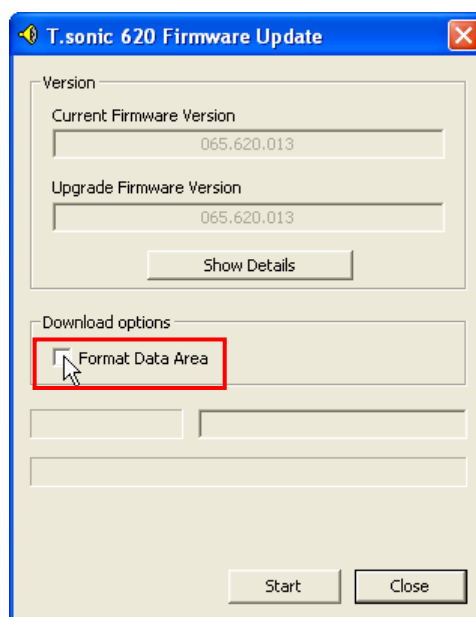 T.sonic 620 Firmware Update
Version
Current Firmware Version
065.620.013
Upgrade Firmware Version
065.620.013
Show Details
Download options
Format Data Area
Start Close